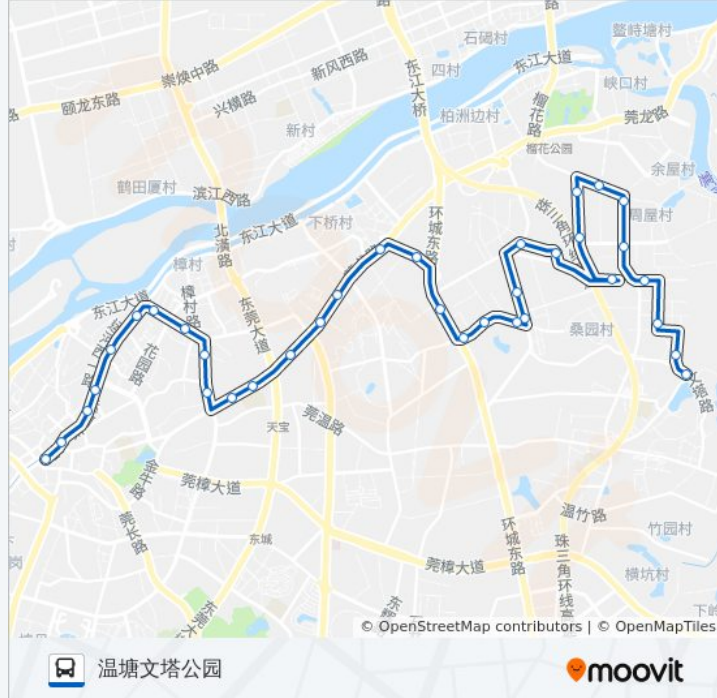 石碣村
东江大道
鳌峙塘村
新风西路
四村
崇焕中路
东江大桥
峡口村
颐龙东路
兴横路
柏洲边村
榴花路
莞龙路
新村
榴花公园
余屋村
鹤田厦村
滨江西路
东江大道
下桥村
环城东路
周屋村
北潢路
樟村
东江大道
樟村路
东莞大道
桑园村
花园路
文塔路
天宝
莞温路
金牛路
莞樟大道
温竹路
莞长路
环城东路
竹园村
东城
莞樟大道
珠三角环线高
横坑村
下岭
岗
东莞大
© OpenStreetMap contributors | © OpenMapTiles
温塘文塔公园
moovit